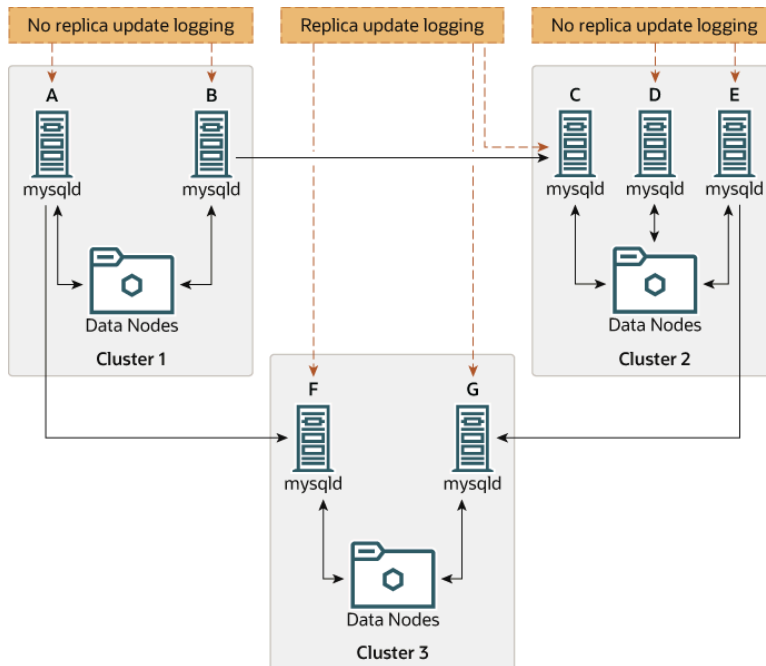 No replica update logging
Replica update logging
No replica update logging
A
B
C
D
E
mysqld
mysqld
mysqld
mysqld
mysqld
Data Nodes
Data Nodes
Cluster 1
Cluster 2
F
G
mysqld
mysqld
Data Nodes
Cluster 3